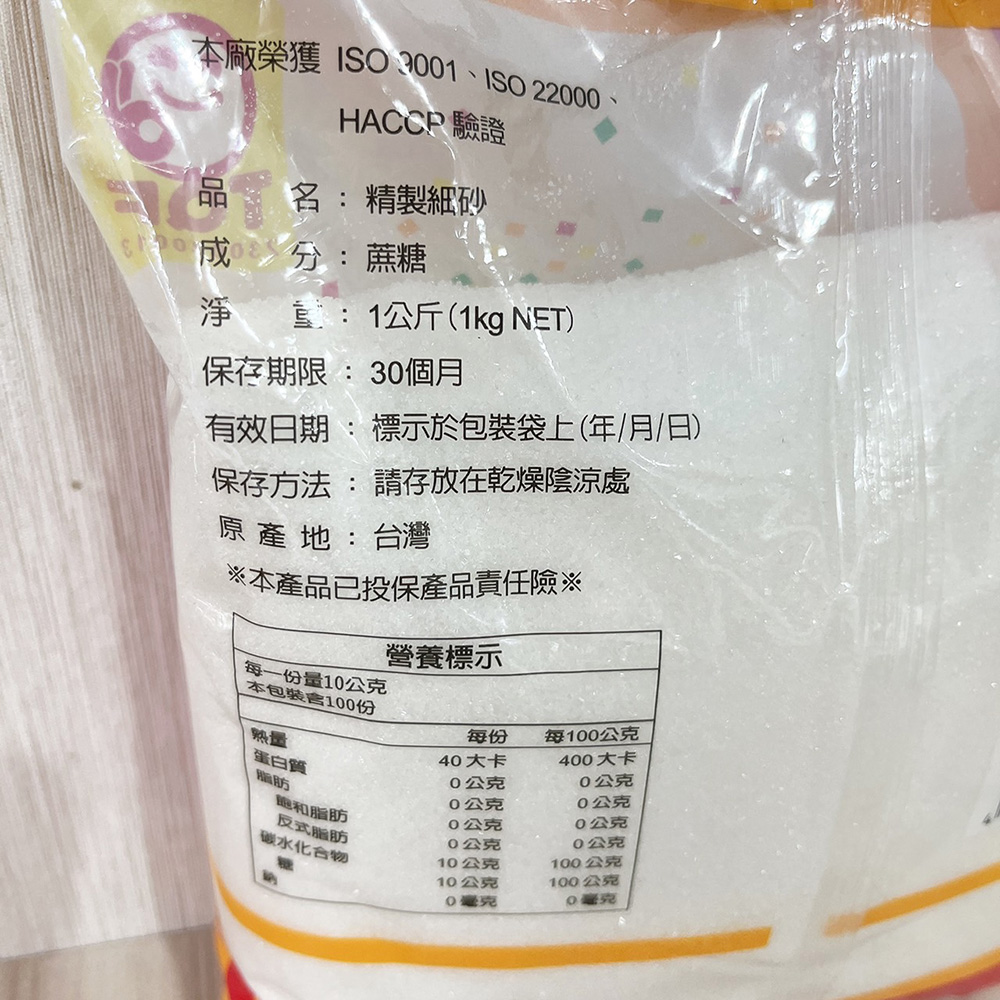 本廠榮獲 ISO 9001、ISO 22000、
HACCP 驗證
品名：精製細砂
成分：蔗糖
淨重：1公斤(1kg NET)
保存期限：30個月
有效日期：標示於包裝袋上(年/月/日)
保存方法：請存放在乾燥陰涼處
原產地：台灣
※本產品已投保產品責任險※
營養標示
每一份量10公克
本包裝含100份
每份 每100公克
熱量 40大卡 400大卡
蛋白質 0公克 0公克
脂肪 0公克 0公克
飽和脂肪 0公克 0公克
反式脂肪 0公克 0公克
碳水化合物 10公克 100公克
糖 10公克 100公克
鈉 0毫克 0毫克